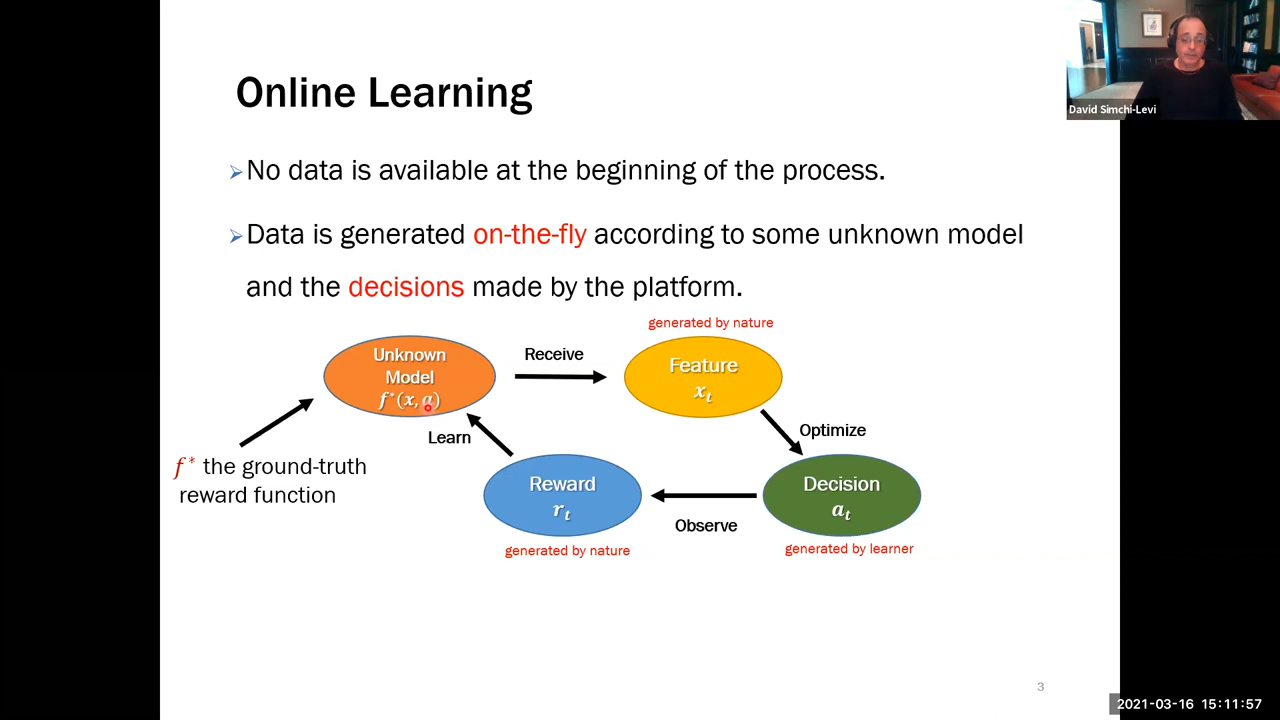 David Simchi-Levi
Online Learning
No data is available at the beginning of the process.
Data is generated on-the-fly according to some unknown model
and the decisions made by the platform.
generated by nature
Unknown
Model
f*(x, a)
Receive
Feature
x_t
Learn
Optimize
f* the ground-truth
reward function
Reward
r_t
Decision
a_t
Observe
generated by nature
generated by learner
3
2021-03-16 15:11:57